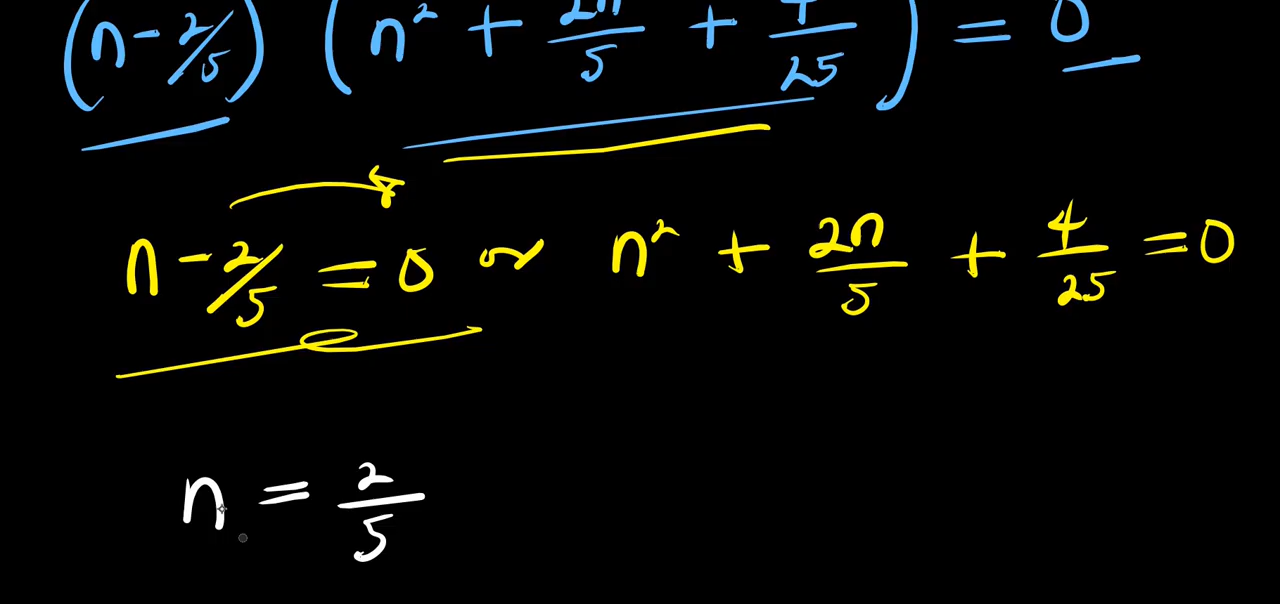 (n - 2/5) (n² + 2n/5 + 4/25) = 0
n - 2/5 = 0 or n² + 2n/5 + 4/25 = 0
n = 2/5